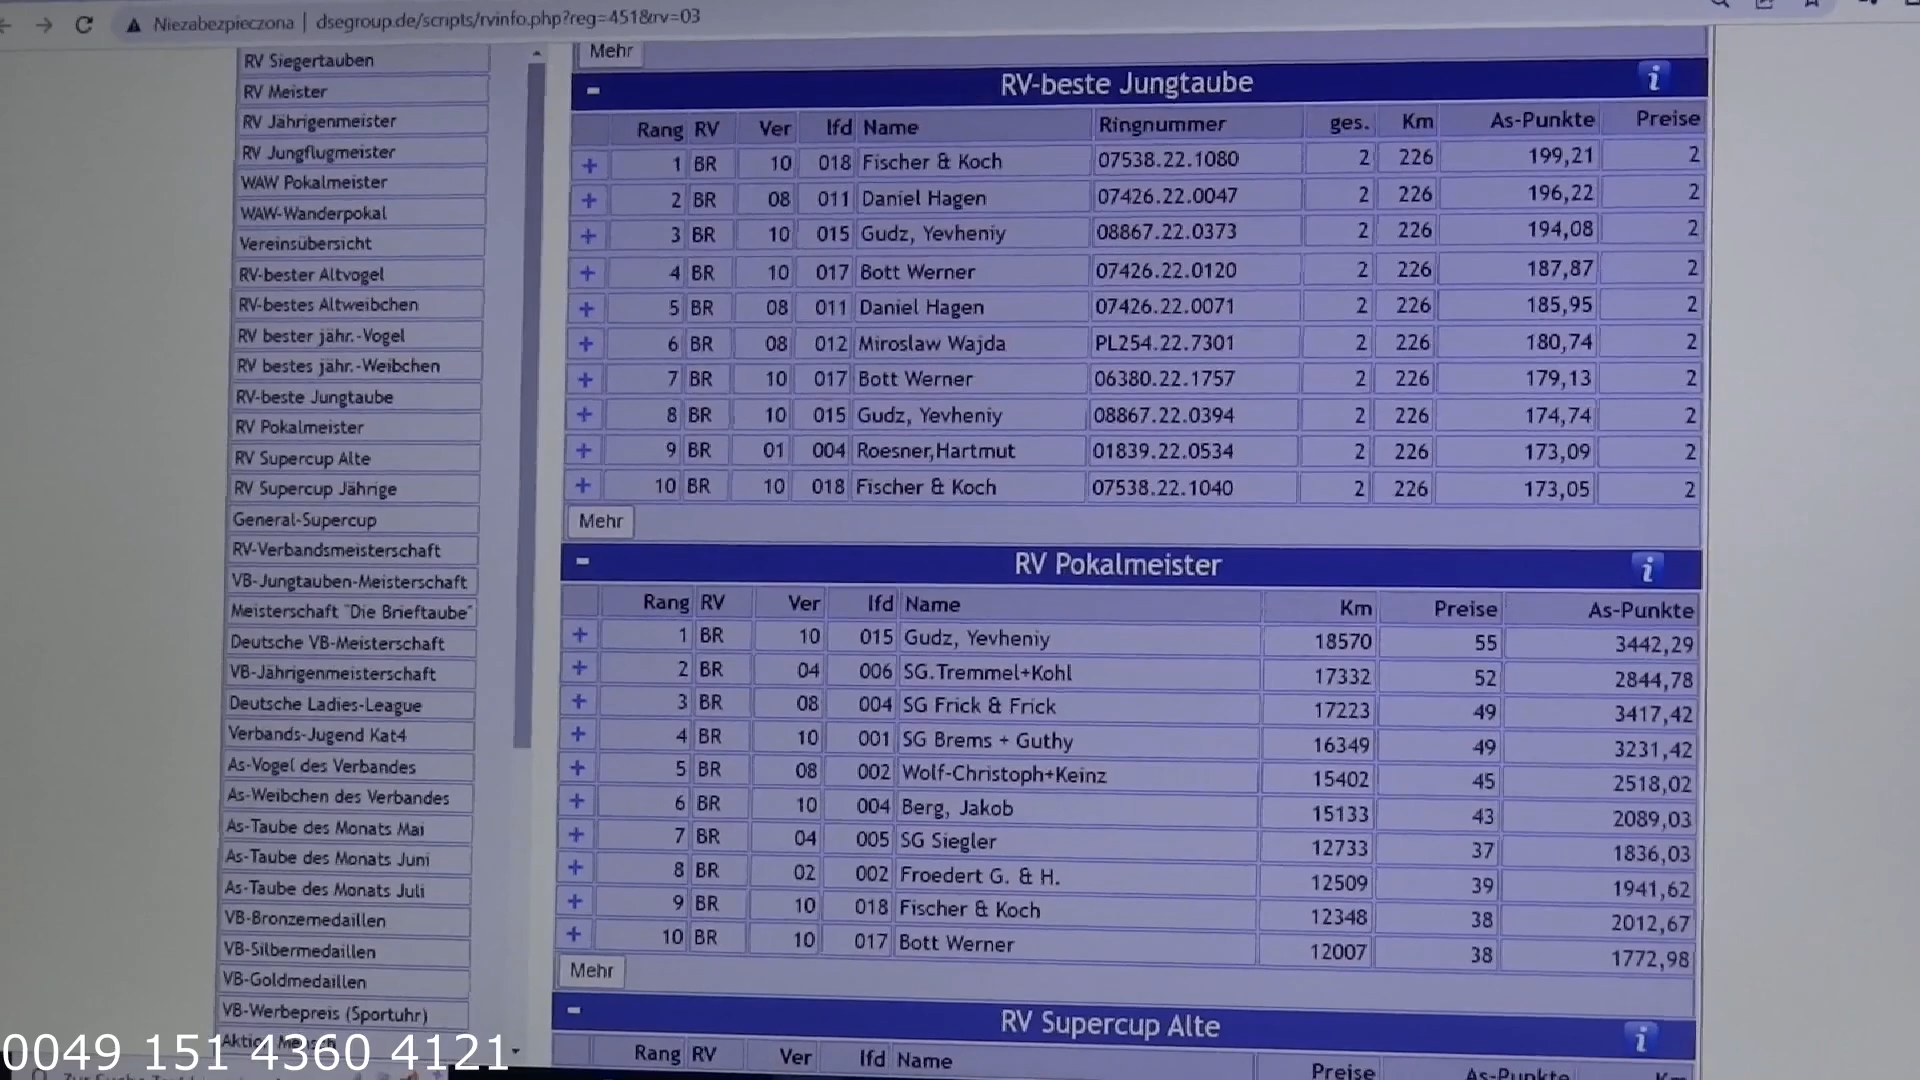 Niezabezpieczona | dsegroup.de/scripts/rvinfo.php?reg=451&rv=03
RV Siegertauben
RV Meister
RV Jährigenmeister
RV Jungflugmeister
WAW Pokalmeister
WAW-Wanderpokal
Vereinsübersicht
RV-bester Altvogel
RV-bestes Altweibchen
RV bester jähr.-Vogel
RV bestes jähr.-Weibchen
RV-beste Jungtaube
RV Pokalmeister
RV Supercup Alte
RV Supercup Jährige
General-Supercup
RV-Verbandsmeisterschaft
VB-Jungtauben-Meisterschaft
Meisterschaft "Die Brieftaube"
Deutsche VB-Meisterschaft
VB-Jährigenmeisterschaft
Deutsche Ladies-League
Verbands-Jugend Kat4
As-Vogel des Verbandes
As-Weibchen des Verbandes
As-Taube des Monats Mai
As-Taube des Monats Juni
As-Taube des Monats Juli
VB-Bronzemedaillen
VB-Silbermedaillen
VB-Goldmedaillen
VB-Werbepreis (Sportuhr)
Mehr
- RV-beste Jungtaube i
Rang RV Ver lfd Name Ringnummer ges. Km As-Punkte Preise
+ 1 BR 10 018 Fischer & Koch 07538.22.1080 2 226 199,21 2
+ 2 BR 08 011 Daniel Hagen 07426.22.0047 2 226 196,22 2
+ 3 BR 10 015 Gudz, Yevheniy 08867.22.0373 2 226 194,08 2
+ 4 BR 10 017 Bott Werner 07426.22.0120 2 226 187,87 2
+ 5 BR 08 011 Daniel Hagen 07426.22.0071 2 226 185,95 2
+ 6 BR 08 012 Miroslaw Wajda PL254.22.7301 2 226 180,74 2
+ 7 BR 10 017 Bott Werner 06380.22.1757 2 226 179,13 2
+ 8 BR 10 015 Gudz, Yevheniy 08867.22.0394 2 226 174,74 2
+ 9 BR 01 004 Roesner,Hartmut 01839.22.0534 2 226 173,09 2
+ 10 BR 10 018 Fischer & Koch 07538.22.1040 2 226 173,05 2
Mehr
- RV Pokalmeister i
Rang RV Ver lfd Name Km Preise As-Punkte
+ 1 BR 10 015 Gudz, Yevheniy 18570 55 3442,29
+ 2 BR 04 006 SG.Tremmel+Kohl 17332 52 2844,78
+ 3 BR 08 004 SG Frick & Frick 17223 49 3417,42
+ 4 BR 10 001 SG Brems + Guthy 16349 49 3231,42
+ 5 BR 08 002 Wolf-Christoph+Keinz 15402 45 2518,02
+ 6 BR 10 004 Berg, Jakob 15133 43 2089,03
+ 7 BR 04 005 SG Siegler 12733 37 1836,03
+ 8 BR 02 002 Froedert G. & H. 12509 39 1941,62
+ 9 BR 10 018 Fischer & Koch 12348 38 2012,67
+ 10 BR 10 017 Bott Werner 12007 38 1772,98
Mehr
- RV Supercup Alte i
Rang RV Ver lfd Name Preise As-Punkte Km
0049 151 4360 4121